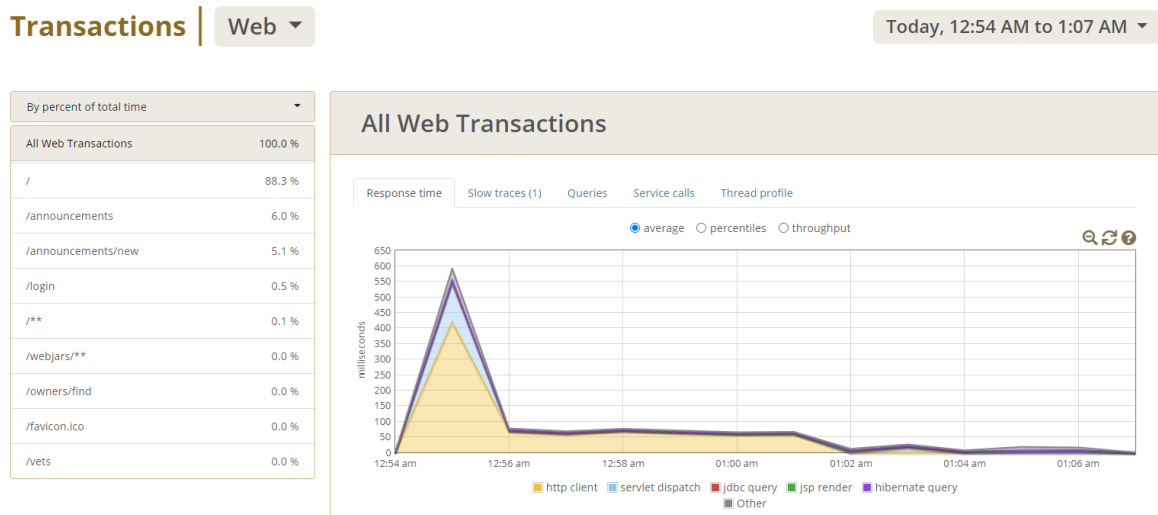 Transactions Web Today, 12:54 AM to 1:07 AM
By percent of total time
All Web Transactions 100.0 %
/ 88.3 %
/announcements 6.0 %
/announcements/new 5.1 %
/login 0.5 %
/** 0.1 %
/webjars/** 0.0 %
/owners/find 0.0 %
/favicon.ico 0.0 %
/vets 0.0 %
All Web Transactions
Response time Slow traces (1) Queries Service calls Thread profile
average percentiles throughput
milliseconds
650
600
550
500
450
400
350
300
250
200
150
100
50
0
12:54 am 12:56 am 12:58 am 01:00 am 01:02 am 01:04 am 01:06 am
http client servlet dispatch jdbc query jsp render hibernate query
Other